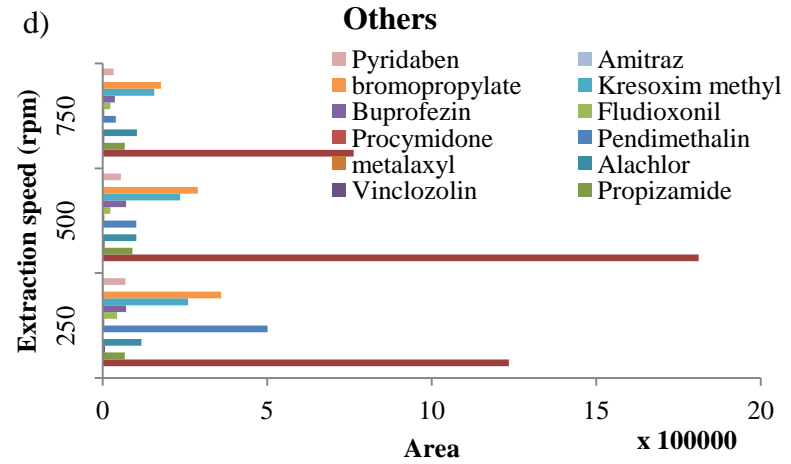 d)
Others
Pyridaben
Amitraz
bromopropylate
Kresoxim methyl
Buprofezin
Fludioxonil
Procymidone
Pendimethalin
metalaxyl
Alachlor
Vinclozolin
Propizamide
Extraction speed (rpm)
750
500
250
0 5 10 15 20
Area
x 100000